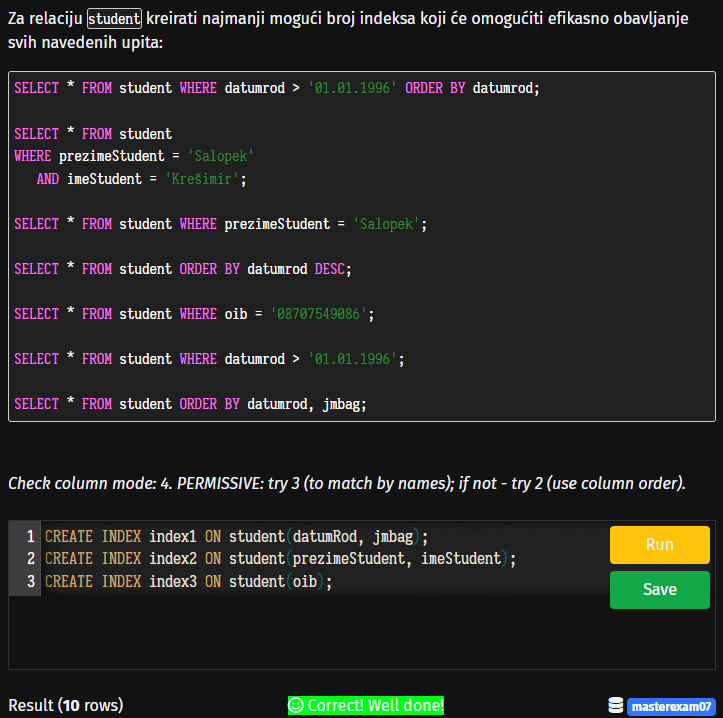 Za relaciju student kreirati najmanji mogući broj indeksa koji će omogućiti efikasno obavljanje
svih navedenih upita:
SELECT * FROM student WHERE datumrod > '01.01.1996' ORDER BY datumrod;
SELECT * FROM student
WHERE prezimeStudent = 'Salopek'
AND imeStudent = 'Krešimir';
SELECT * FROM student WHERE prezimeStudent = 'Salopek';
SELECT * FROM student ORDER BY datumrod DESC;
SELECT * FROM student WHERE oib = '08707549086';
SELECT * FROM student WHERE datumrod > '01.01.1996';
SELECT * FROM student ORDER BY datumrod, jmbag;
Check column mode: 4. PERMISSIVE: try 3 (to match by names); if not - try 2 (use column order).
1 CREATE INDEX index1 ON student(datumRod, jmbag);
2 CREATE INDEX index2 ON student(prezimeStudent, imeStudent);
3 CREATE INDEX index3 ON student(oib);
Run
Save
Result (10 rows)
Correct! Well done!
masterexam07